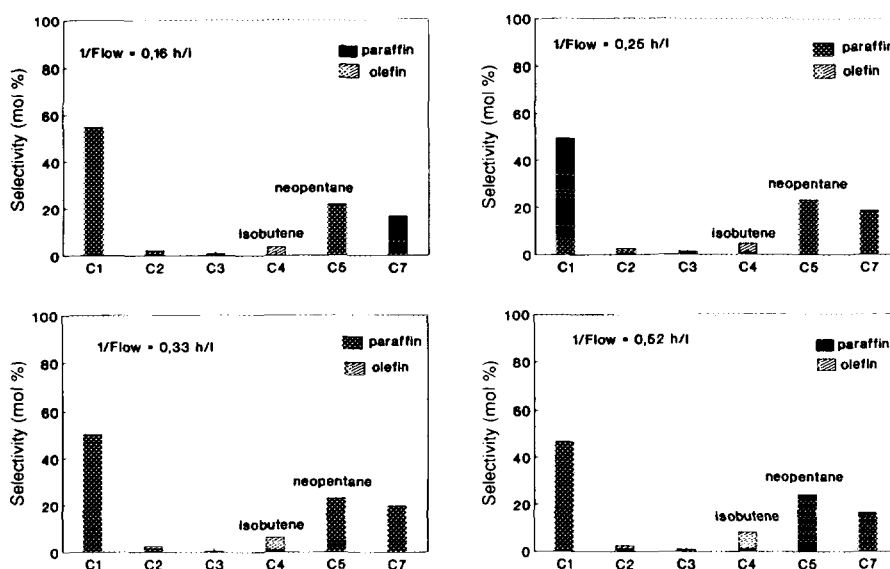 100
80
60
40
20
0
Selectivity (mol %)
1/Flow = 0,16 h/l
paraffin
olefin
isobutene
neopentane
C1 C2 C3 C4 C5 C7
100
80
60
40
20
0
Selectivity (mol %)
1/Flow = 0,25 h/l
paraffin
olefin
isobutene
neopentane
C1 C2 C3 C4 C5 C7
100
80
60
40
20
0
Selectivity (mol %)
1/Flow = 0,33 h/l
paraffin
olefin
isobutene
neopentane
C1 C2 C3 C4 C5 C7
100
80
60
40
20
0
Selectivity (mol %)
1/Flow = 0,52 h/l
paraffin
olefin
isobutene
neopentane
C1 C2 C3 C4 C5 C7